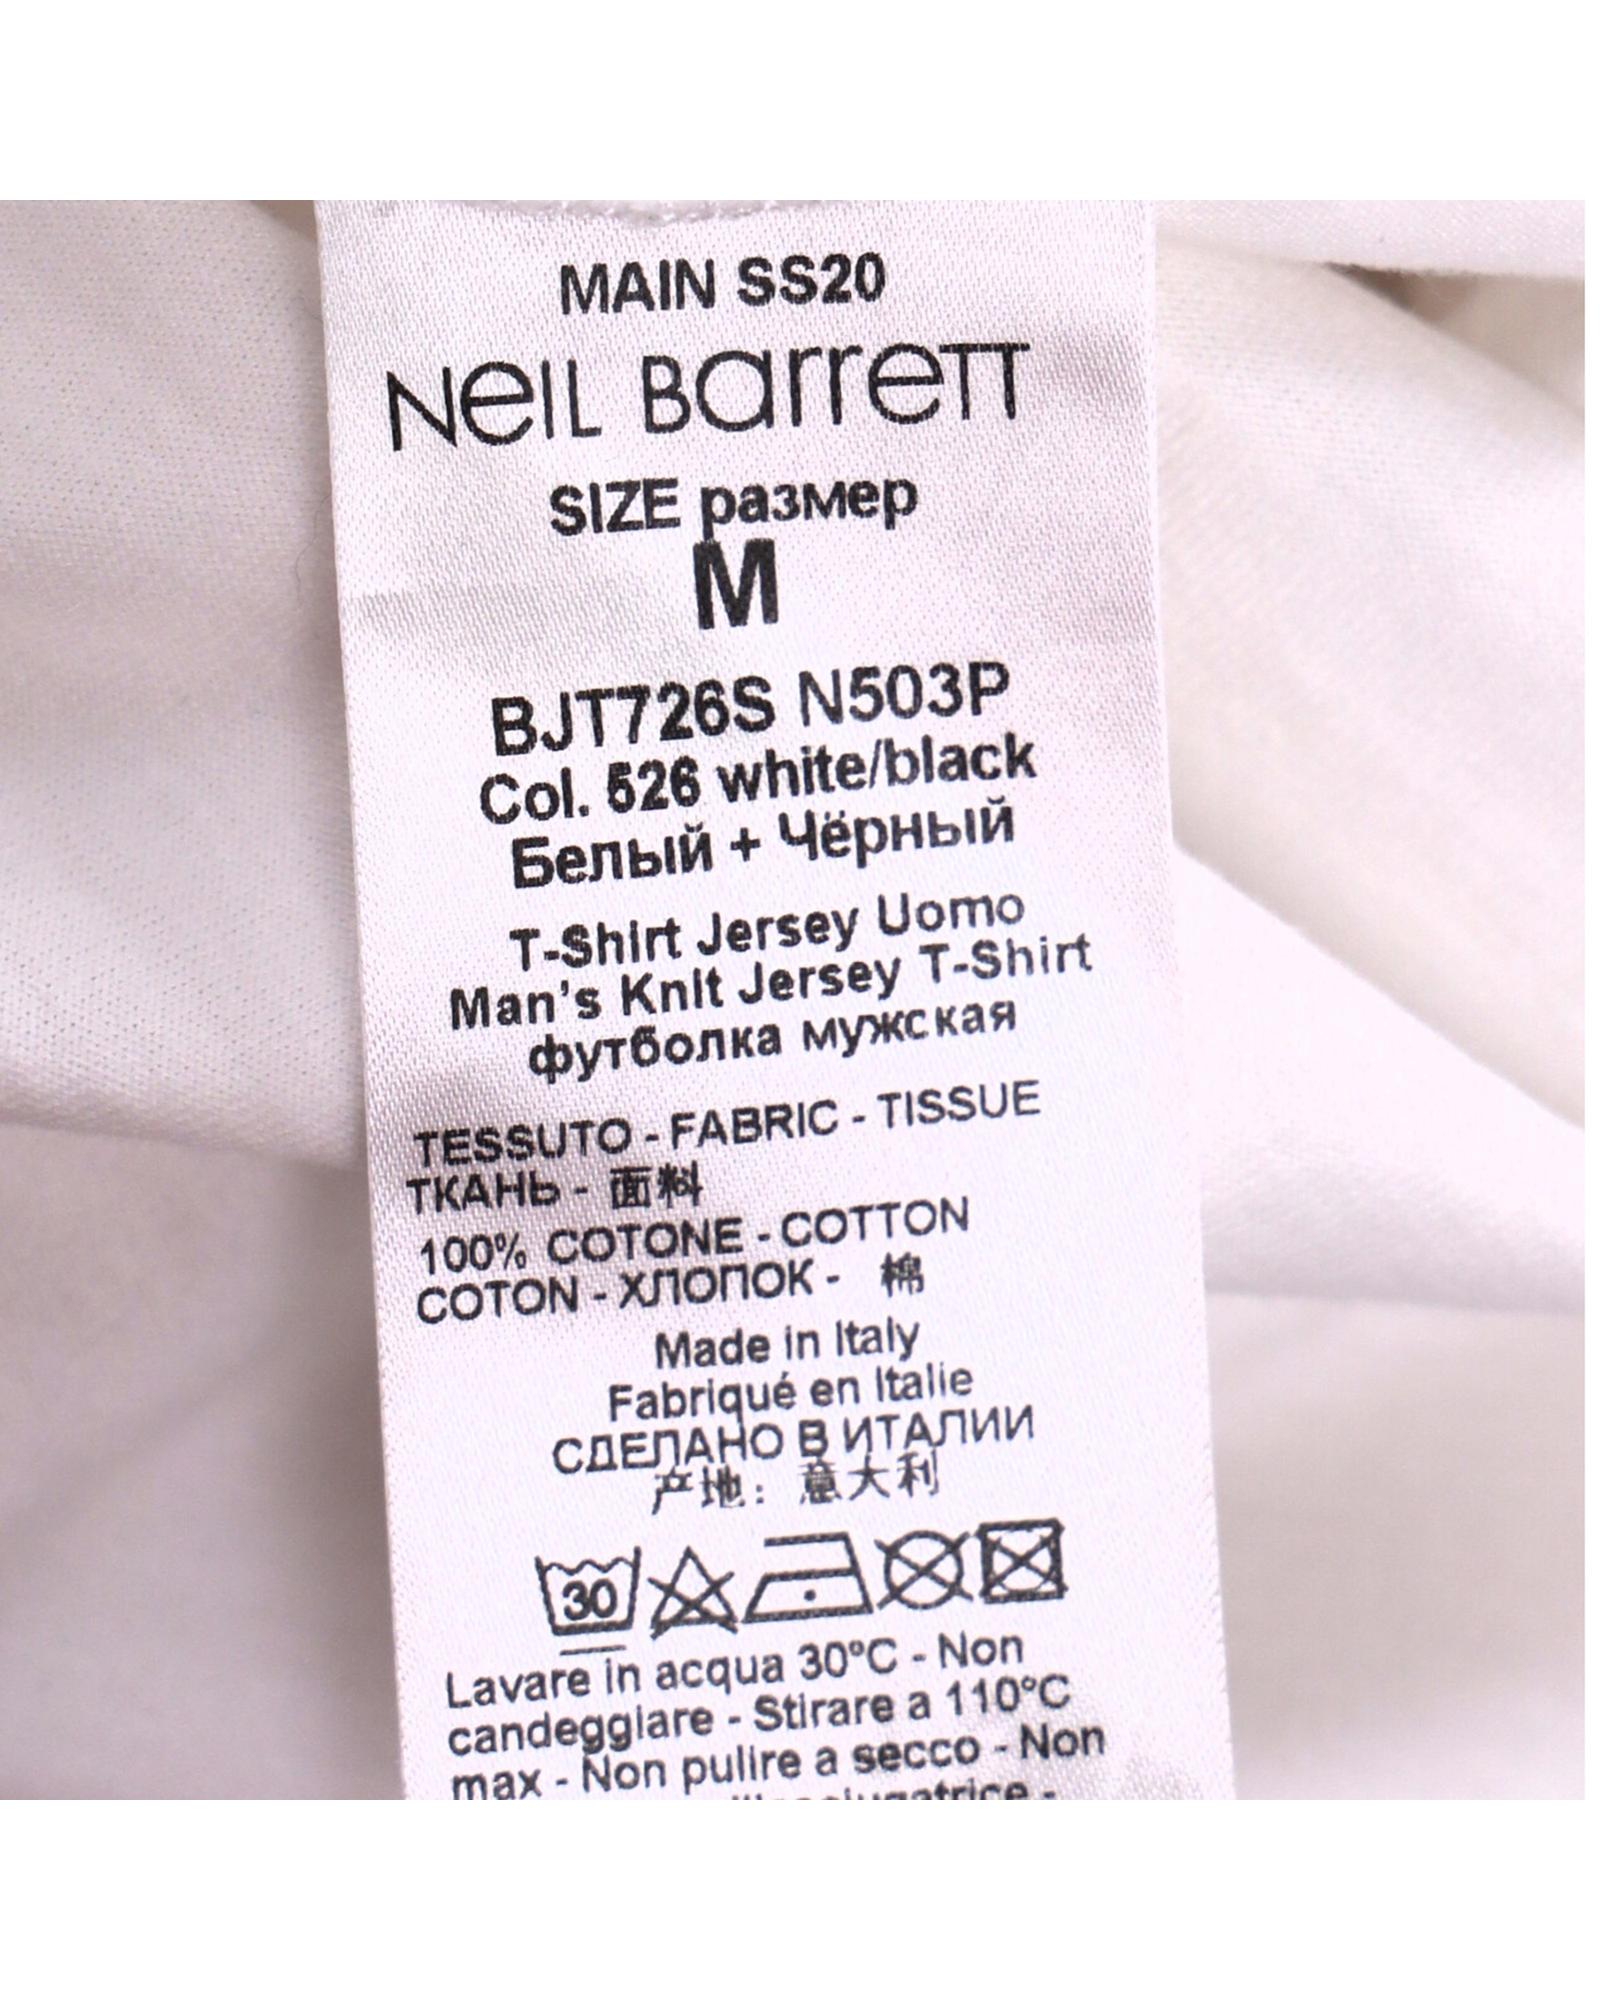 MAIN SS20
NEIL BARRETT
SIZE размер
M
BJT726S N503P
Col. 526 white/black
Белый + Чёрный
T-Shirt Jersey Uomo
Man's Knit Jersey T-Shirt
футболка мужская
TESSUTO - FABRIC - TISSUE
ТКАНЬ - 面料
100% COTONE - COTTON
COTON - ХЛОПОК - 棉
Made in Italy
Fabriqué en Italie
СДЕЛАНО В ИТАЛИИ
产地: 意大利
30
Lavare in acqua 30°C - Non
candeggiare - Stirare a 110°C
max - Non pulire a secco - Non